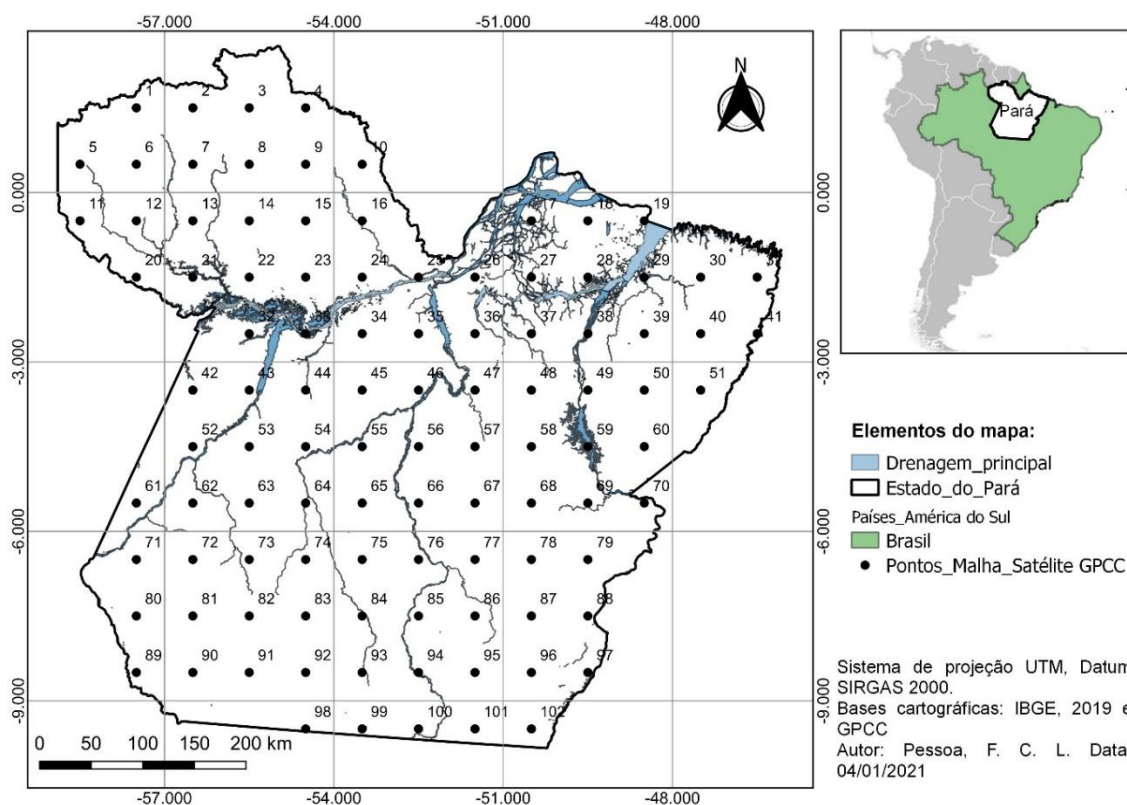 -57.000 -54.000 -51.000 -48.000
N
1 2 3 4
5 6 7 8 9 10
0.000 0.000
11 12 13 14 15 16 19
20 21 22 23 24 25 26 27 28 29 30
33 34 35 36 37 38 39 40 41
-3.000 -3.000
42 43 44 45 46 47 48 49 50 51
52 53 54 55 56 57 58 59 60
61 62 63 64 65 66 67 68 69 70
-6.000 -6.000
71 72 73 74 75 76 77 78 79
80 81 82 83 84 85 86 87 88
89 90 91 92 93 94 95 96 97
-9.000 -9.000
98 99 100 101 102
0 50 100 150 200 km
-57.000 -54.000 -51.000 -48.000
Pará
Elementos do mapa:
Drenagem_principal
Estado_do_Pará
Países_América do Sul
Brasil
Pontos_Malha_Satélite GPCC
Sistema de projeção UTM, Datum
SIRGAS 2000.
Bases cartográficas: IBGE, 2019 e
GPCC
Autor: Pessoa, F. C. L. Data
04/01/2021